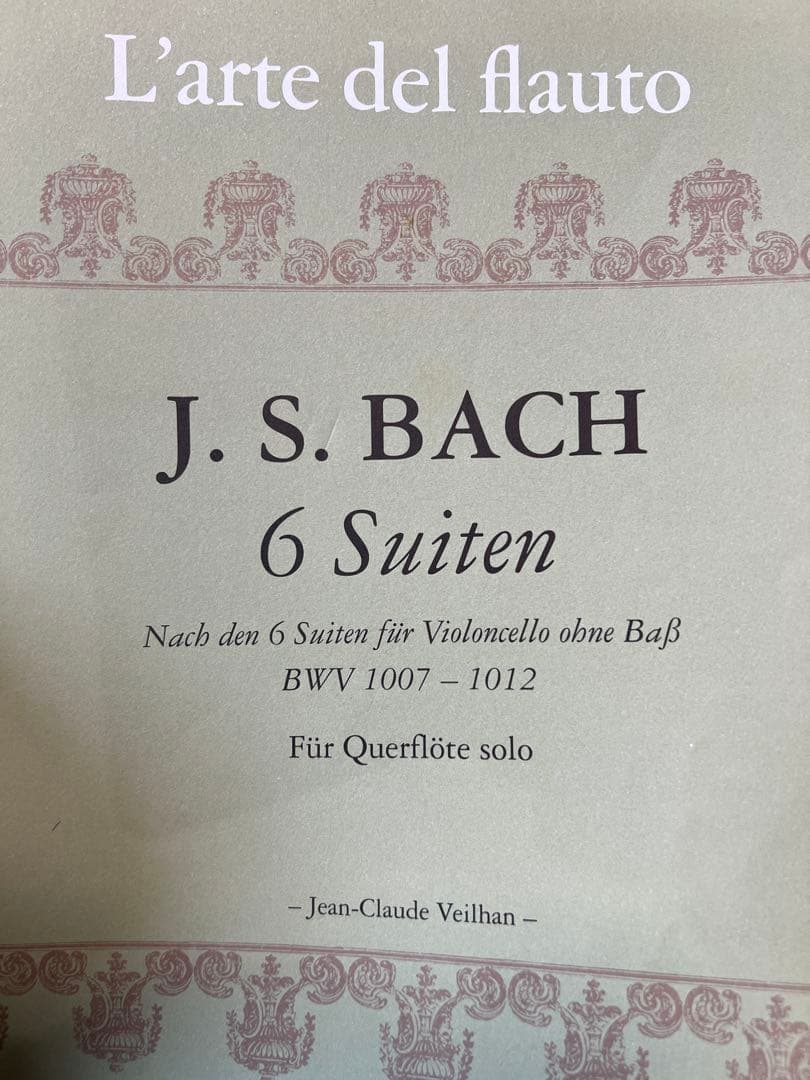 L'arte del flauto
J. S. BACH
6 Suiten
Nach den 6 Suiten für Violoncello ohne Baß
BWV 1007 – 1012
Für Querflöte solo
– Jean-Claude Veilhan –